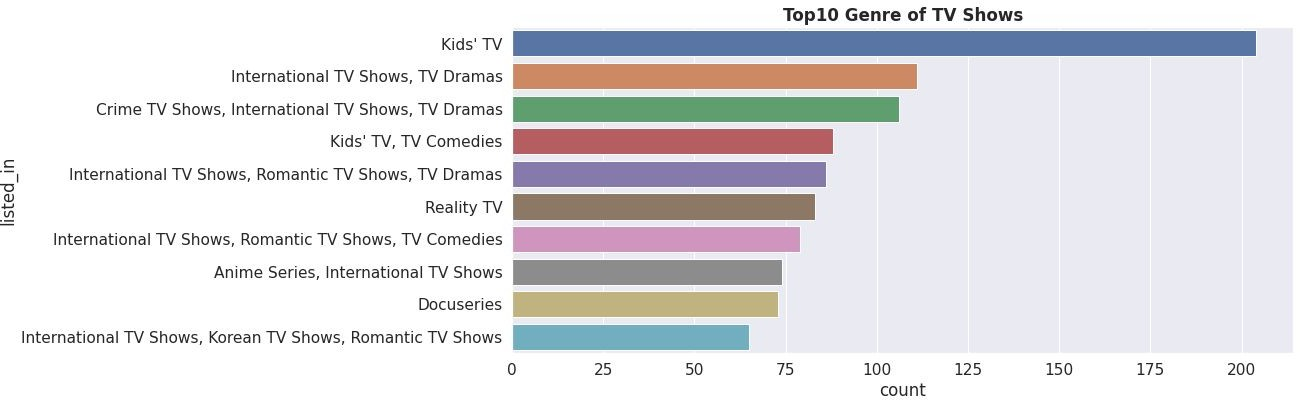 Top10 Genre of TV Shows
listed_in
Kids' TV
International TV Shows, TV Dramas
Crime TV Shows, International TV Shows, TV Dramas
Kids' TV, TV Comedies
International TV Shows, Romantic TV Shows, TV Dramas
Reality TV
International TV Shows, Romantic TV Shows, TV Comedies
Anime Series, International TV Shows
Docuseries
International TV Shows, Korean TV Shows, Romantic TV Shows
0 25 50 75 100 125 150 175 200
count